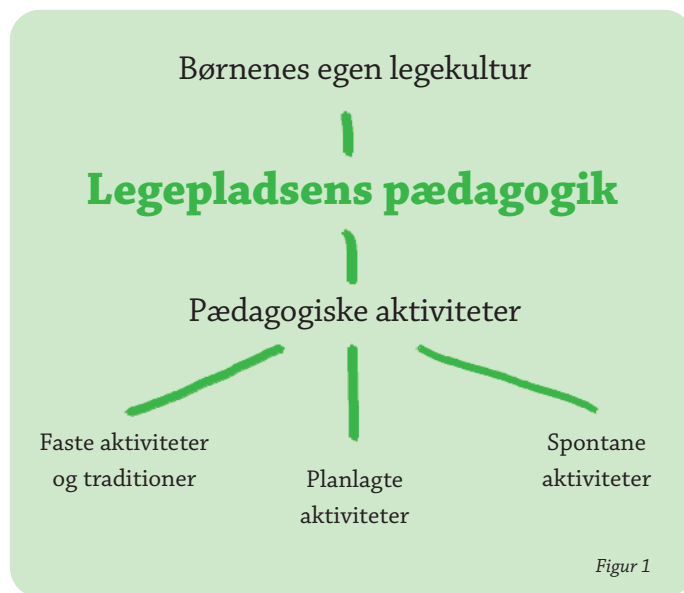 Børnenes egen legekultur
Legepladsens pædagogik
Pædagogiske aktiviteter
Faste aktiviteter
og traditioner
Planlagte
aktiviteter
Spontane
aktiviteter
Figur 1